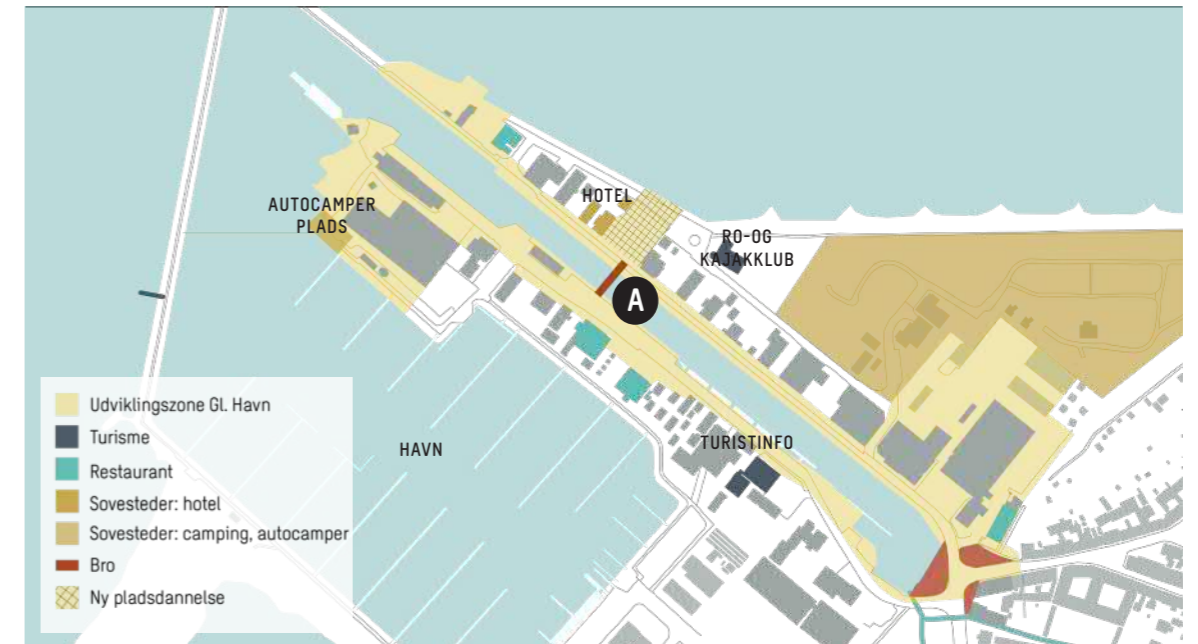 HOTEL
AUTOCAMPER
PLADS
RO-OG
KAJAKKLUB
A
HAVN
TURISTINFO
Udviklingszone Gl. Havn
Turisme
Restaurant
Sovesteder: hotel
Sovesteder: camping, autocamper
Bro
Ny pladsdannelse